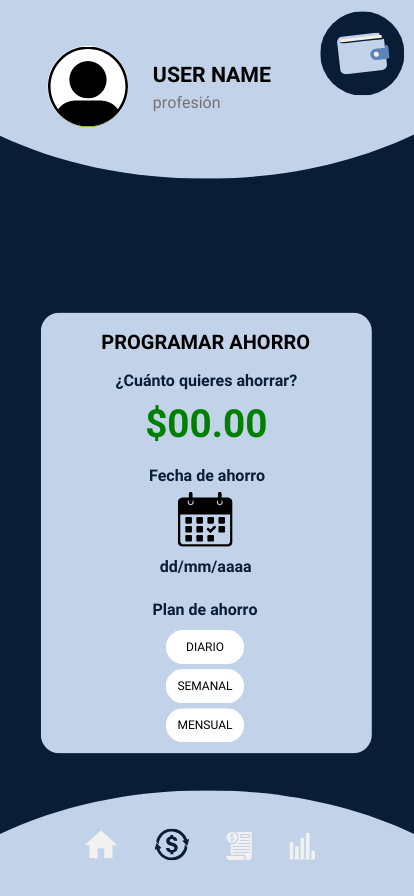 USER NAME
profesión
PROGRAMAR AHORRO
¿Cuánto quieres ahorrar?
$00.00
Fecha de ahorro
dd/mm/aaaa
Plan de ahorro
DIARIO
SEMANAL
MENSUAL